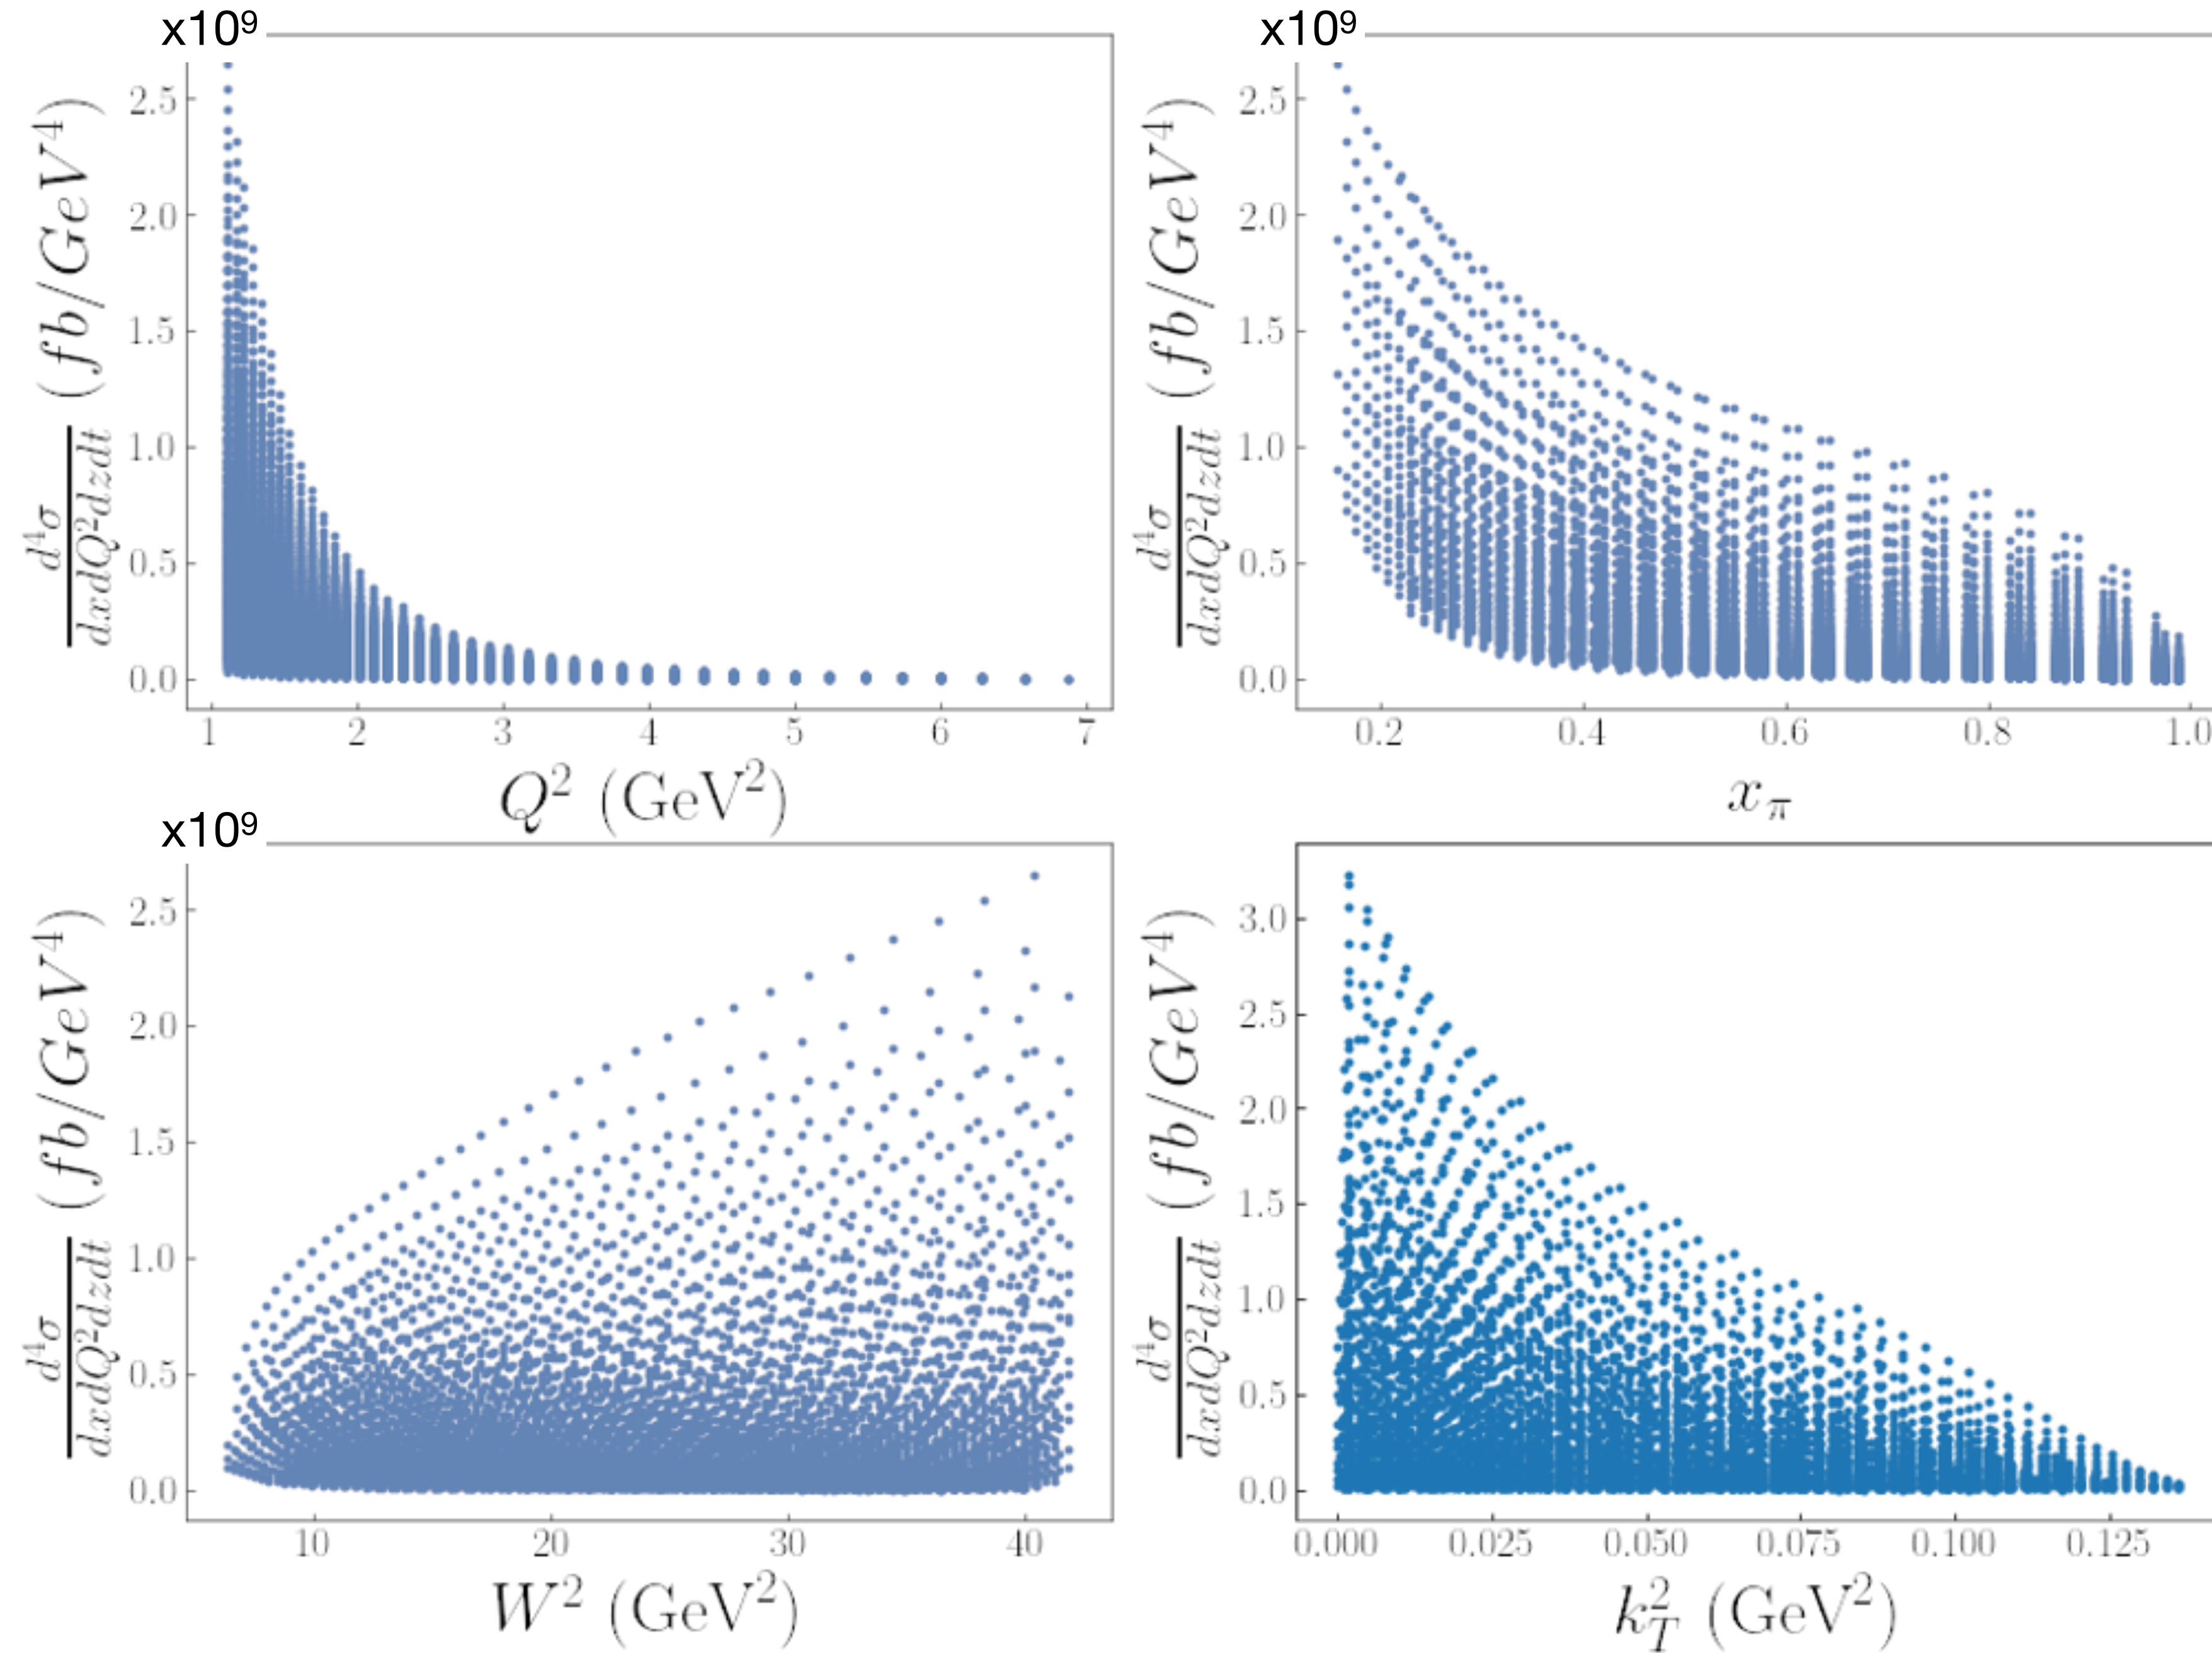 x10⁹
d⁴σ / dxdQ²dzdt (fb/GeV⁴)
2.5
2.0
1.5
1.0
0.5
0.0
1 2 3 4 5 6 7
Q² (GeV²)
x10⁹
d⁴σ / dxdQ²dzdt (fb/GeV⁴)
2.5
2.0
1.5
1.0
0.5
0.0
0.2 0.4 0.6 0.8 1.0
x_π
x10⁹
d⁴σ / dxdQ²dzdt (fb/GeV⁴)
2.5
2.0
1.5
1.0
0.5
0.0
10 20 30 40
W² (GeV²)
d⁴σ / dxdQ²dzdt (fb/GeV⁴)
3.0
2.5
2.0
1.5
1.0
0.5
0.0
0.000 0.025 0.050 0.075 0.100 0.125
k_T² (GeV²)